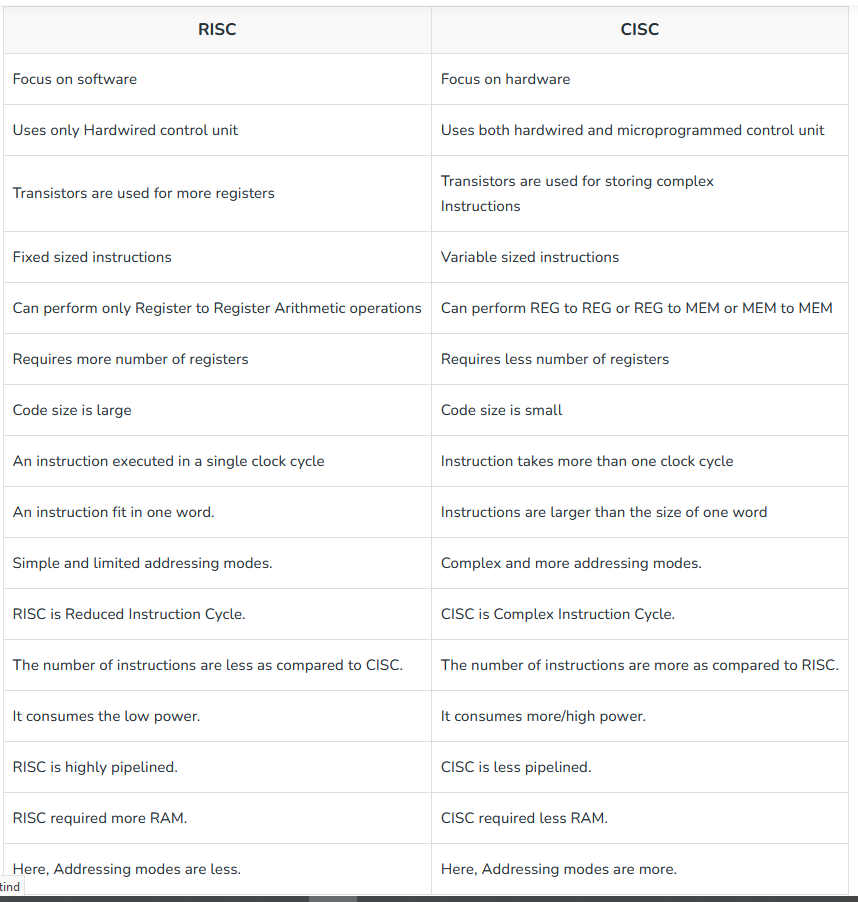 RISC
CISC
Focus on software
Focus on hardware
Uses only Hardwired control unit
Uses both hardwired and microprogrammed control unit
Transistors are used for more registers
Transistors are used for storing complex
Instructions
Fixed sized instructions
Variable sized instructions
Can perform only Register to Register Arithmetic operations
Can perform REG to REG or REG to MEM or MEM to MEM
Requires more number of registers
Requires less number of registers
Code size is large
Code size is small
An instruction executed in a single clock cycle
Instruction takes more than one clock cycle
An instruction fit in one word.
Instructions are larger than the size of one word
Simple and limited addressing modes.
Complex and more addressing modes.
RISC is Reduced Instruction Cycle.
CISC is Complex Instruction Cycle.
The number of instructions are less as compared to CISC.
The number of instructions are more as compared to RISC.
It consumes the low power.
It consumes more/high power.
RISC is highly pipelined.
CISC is less pipelined.
RISC required more RAM.
CISC required less RAM.
Here, Addressing modes are less.
Here, Addressing modes are more.
tind